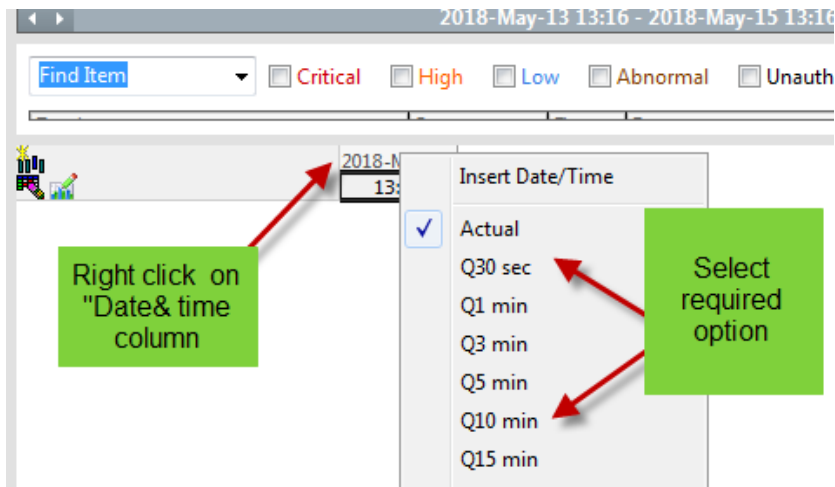 2018-May-13 13:16 - 2018-May-15 13:16
Find Item Critical High Low Abnormal Unauth
2018-M
13:
Insert Date/Time
Actual
Q30 sec
Q1 min
Q3 min
Q5 min
Q10 min
Q15 min
Right click on
"Date& time
column
Select
required
option